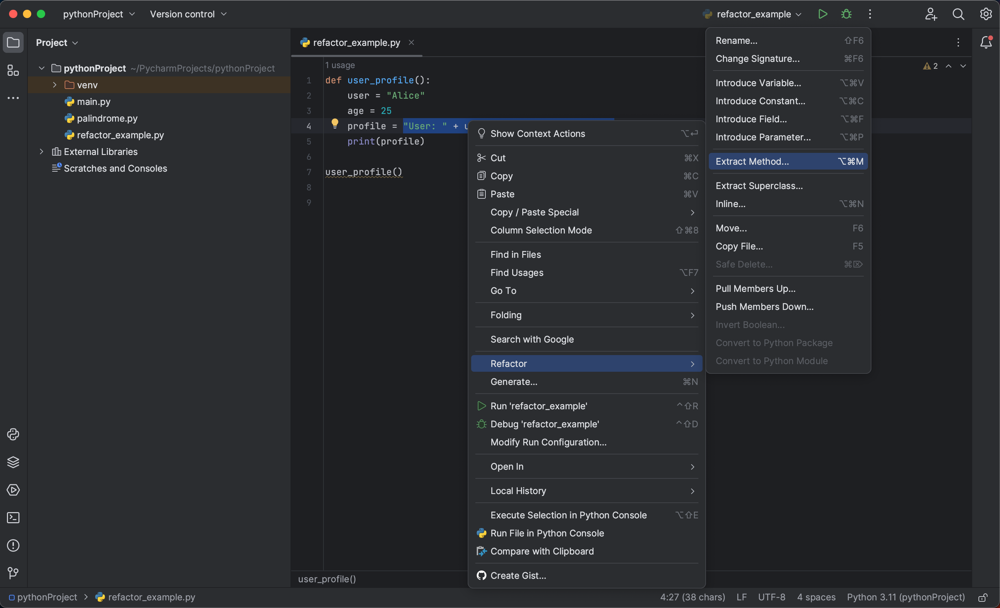 pythonProject Version control refactor_example
Project
pythonProject ~/PycharmProjects/pythonProject
venv
main.py
palindrome.py
refactor_example.py
External Libraries
Scratches and Consoles
refactor_example.py
2
1 usage
1 def user_profile():
2 user = "Alice"
3 age = 25
4 profile = "User: " +
5 print(profile)
6
7 user_profile()
8
9
user_profile()
Show Context Actions ⌥↩
Cut ⌘X
Copy ⌘C
Paste ⌘V
Copy / Paste Special
Column Selection Mode ⇧⌘8
Find in Files
Find Usages ⌥F7
Go To
Folding
Search with Google
Refactor
Generate... ⌘N
Run 'refactor_example' ^⇧R
Debug 'refactor_example' ^⇧D
Modify Run Configuration...
Open In
Local History
Execute Selection in Python Console ⌥⇧E
Run File in Python Console
Compare with Clipboard
Create Gist...
Rename... ⇧F6
Change Signature... ⌘F6
Introduce Variable... ⌥⌘V
Introduce Constant... ⌥⌘C
Introduce Field... ⌥⌘F
Introduce Parameter... ⌥⌘P
Extract Method... ⌥⌘M
Extract Superclass...
Inline... ⌥⌘N
Move... F6
Copy File... F5
Safe Delete... ⌘⌦
Pull Members Up...
Push Members Down...
Invert Boolean...
Convert to Python Package
Convert to Python Module
pythonProject > refactor_example.py 4:27 (38 chars) LF UTF-8 4 spaces Python 3.11 (pythonProject)